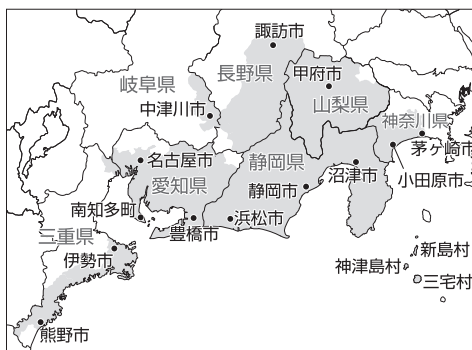 諏訪市
岐阜県
長野県
甲府市
山梨県
中津川市
神奈川県
茅ヶ崎市
名古屋市
静岡県
愛知県
静岡市
沼津市
小田原市
南知多町
豊橋市
浜松市
三重県
伊勢市
新島村
神津島村
三宅村
熊野市